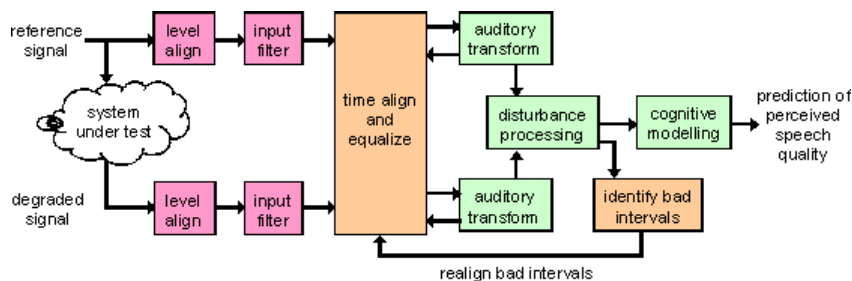 reference
signal
level
align
input
filter
time align
and
equalize
auditory
transform
system
under test
disturbance
processing
cognitive
modelling
prediction of
perceived
speech
quality
degraded
signal
level
align
input
filter
auditory
transform
identify bad
intervals
realign bad intervals